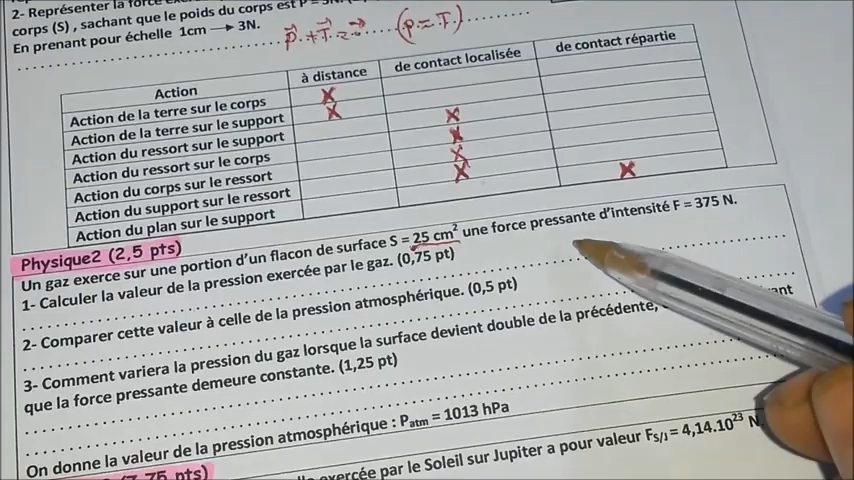 2- Représenter la force
corps (S) , sachant que le poids du corps est P =
En prenant pour échelle 1cm → 3N.
P + T = 0 (P = T)
Action à distance de contact localisée de contact répartie
Action de la terre sur le corps X
Action de la terre sur le support X
Action du ressort sur le support X
Action du ressort sur le corps X
Action du corps sur le ressort X
Action du support sur le ressort X
Action du plan sur le support X
Physique2 (2,5 pts)
Un gaz exerce sur une portion d'un flacon de surface S = 25 cm² une force pressante d'intensité F = 375 N.
1- Calculer la valeur de la pression exercée par le gaz. (0,75 pt)
2- Comparer cette valeur à celle de la pression atmosphérique. (0,5 pt)
3- Comment variera la pression du gaz lorsque la surface devient double de la précédente,
que la force pressante demeure constante. (1,25 pt)
On donne la valeur de la pression atmosphérique : Patm = 1013 hPa
7,75 pts)
exercée par le Soleil sur Jupiter a pour valeur FS/J = 4,14.10²³ N.